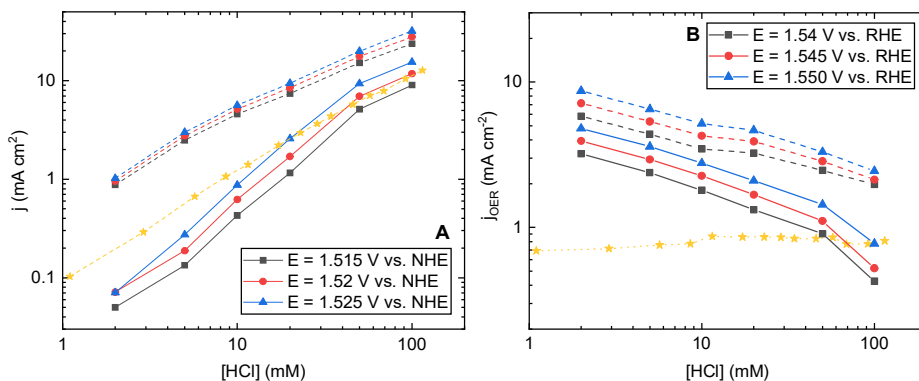 j (mA cm²)
10
1
0.1
1
10
100
[HCl] (mM)
A
E = 1.515 V vs. NHE
E = 1.52 V vs. NHE
E = 1.525 V vs. NHE
j_OER (mA cm⁻²)
10
1
1
10
100
[HCl] (mM)
B
E = 1.54 V vs. RHE
E = 1.545 V vs. RHE
E = 1.550 V vs. RHE